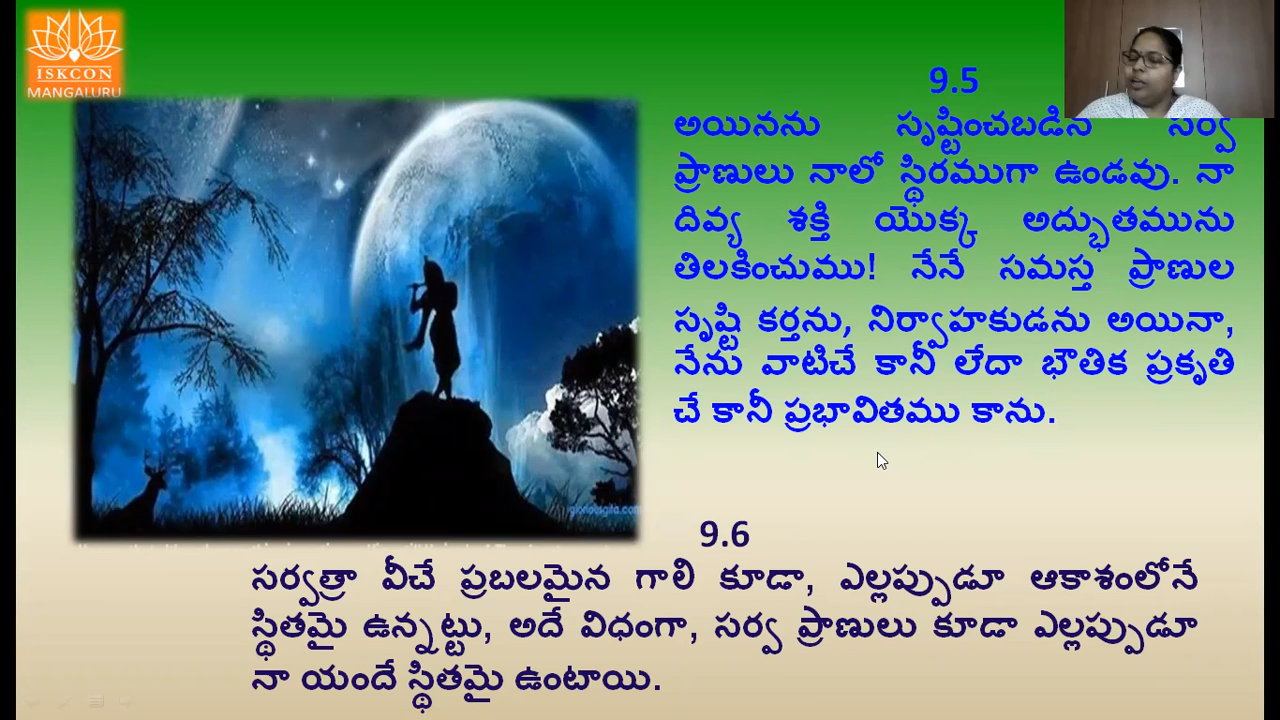 ISKCON
MANGALURU
9.5
అయినను సృష్టించబడిన సర్వ
ప్రాణులు నాలో స్థిరముగా ఉండవు. నా
దివ్య శక్తి యొక్క అద్భుతమును
తిలకించుము! నేనే సమస్త ప్రాణుల
సృష్టి కర్తను, నిర్వాహకుడను అయినా,
నేను వాటిచే కానీ లేదా భౌతిక ప్రకృతి
చే కానీ ప్రభావితము కాను.
gloriousgita.com
9.6
సర్వత్రా వీచే ప్రబలమైన గాలి కూడా, ఎల్లప్పుడూ ఆకాశంలోనే
స్థితమై ఉన్నట్టు, అదే విధంగా, సర్వ ప్రాణులు కూడా ఎల్లప్పుడూ
నా యందే స్థితమై ఉంటాయి.